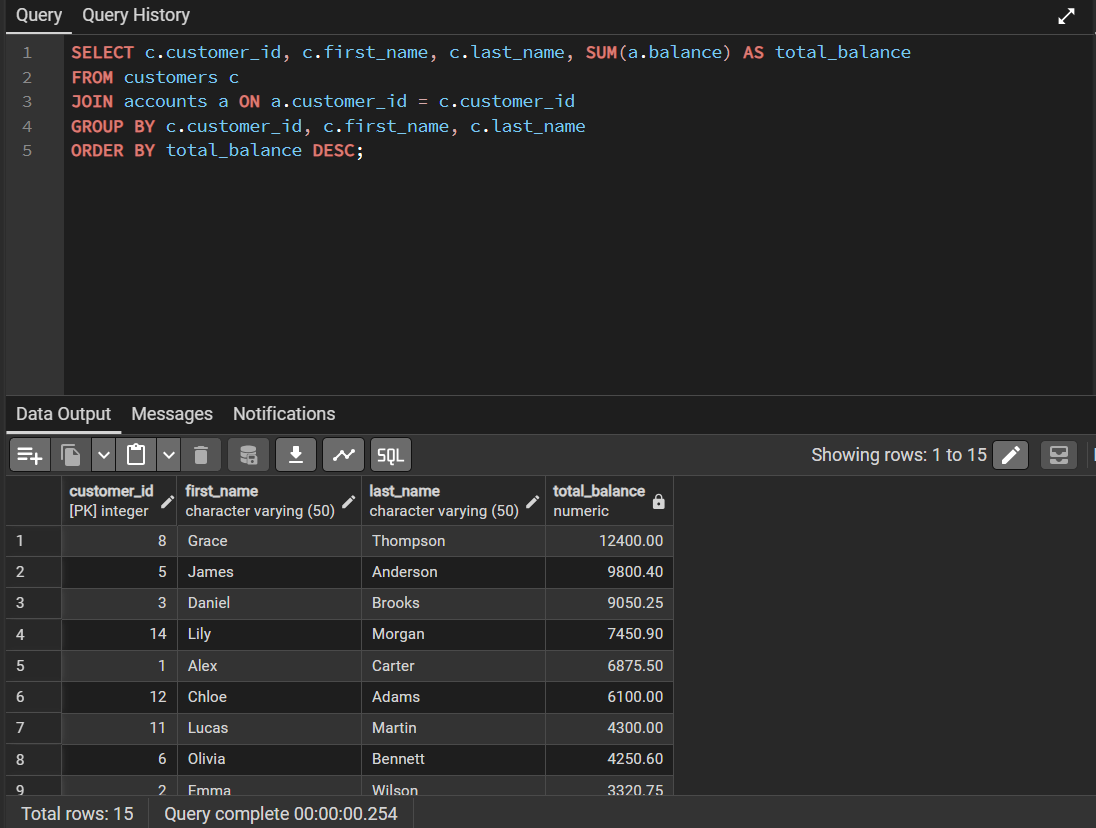 Query Query History
1 SELECT c.customer_id, c.first_name, c.last_name, SUM(a.balance) AS total_balance
2 FROM customers c
3 JOIN accounts a ON a.customer_id = c.customer_id
4 GROUP BY c.customer_id, c.first_name, c.last_name
5 ORDER BY total_balance DESC;
Data Output Messages Notifications
SQL Showing rows: 1 to 15
customer_id first_name last_name total_balance
[PK] integer character varying (50) character varying (50) numeric
1 8 Grace Thompson 12400.00
2 5 James Anderson 9800.40
3 3 Daniel Brooks 9050.25
4 14 Lily Morgan 7450.90
5 1 Alex Carter 6875.50
6 12 Chloe Adams 6100.00
7 11 Lucas Martin 4300.00
8 6 Olivia Bennett 4250.60
9 2 Emma Wilson 3320.75
Total rows: 15 Query complete 00:00:00.254